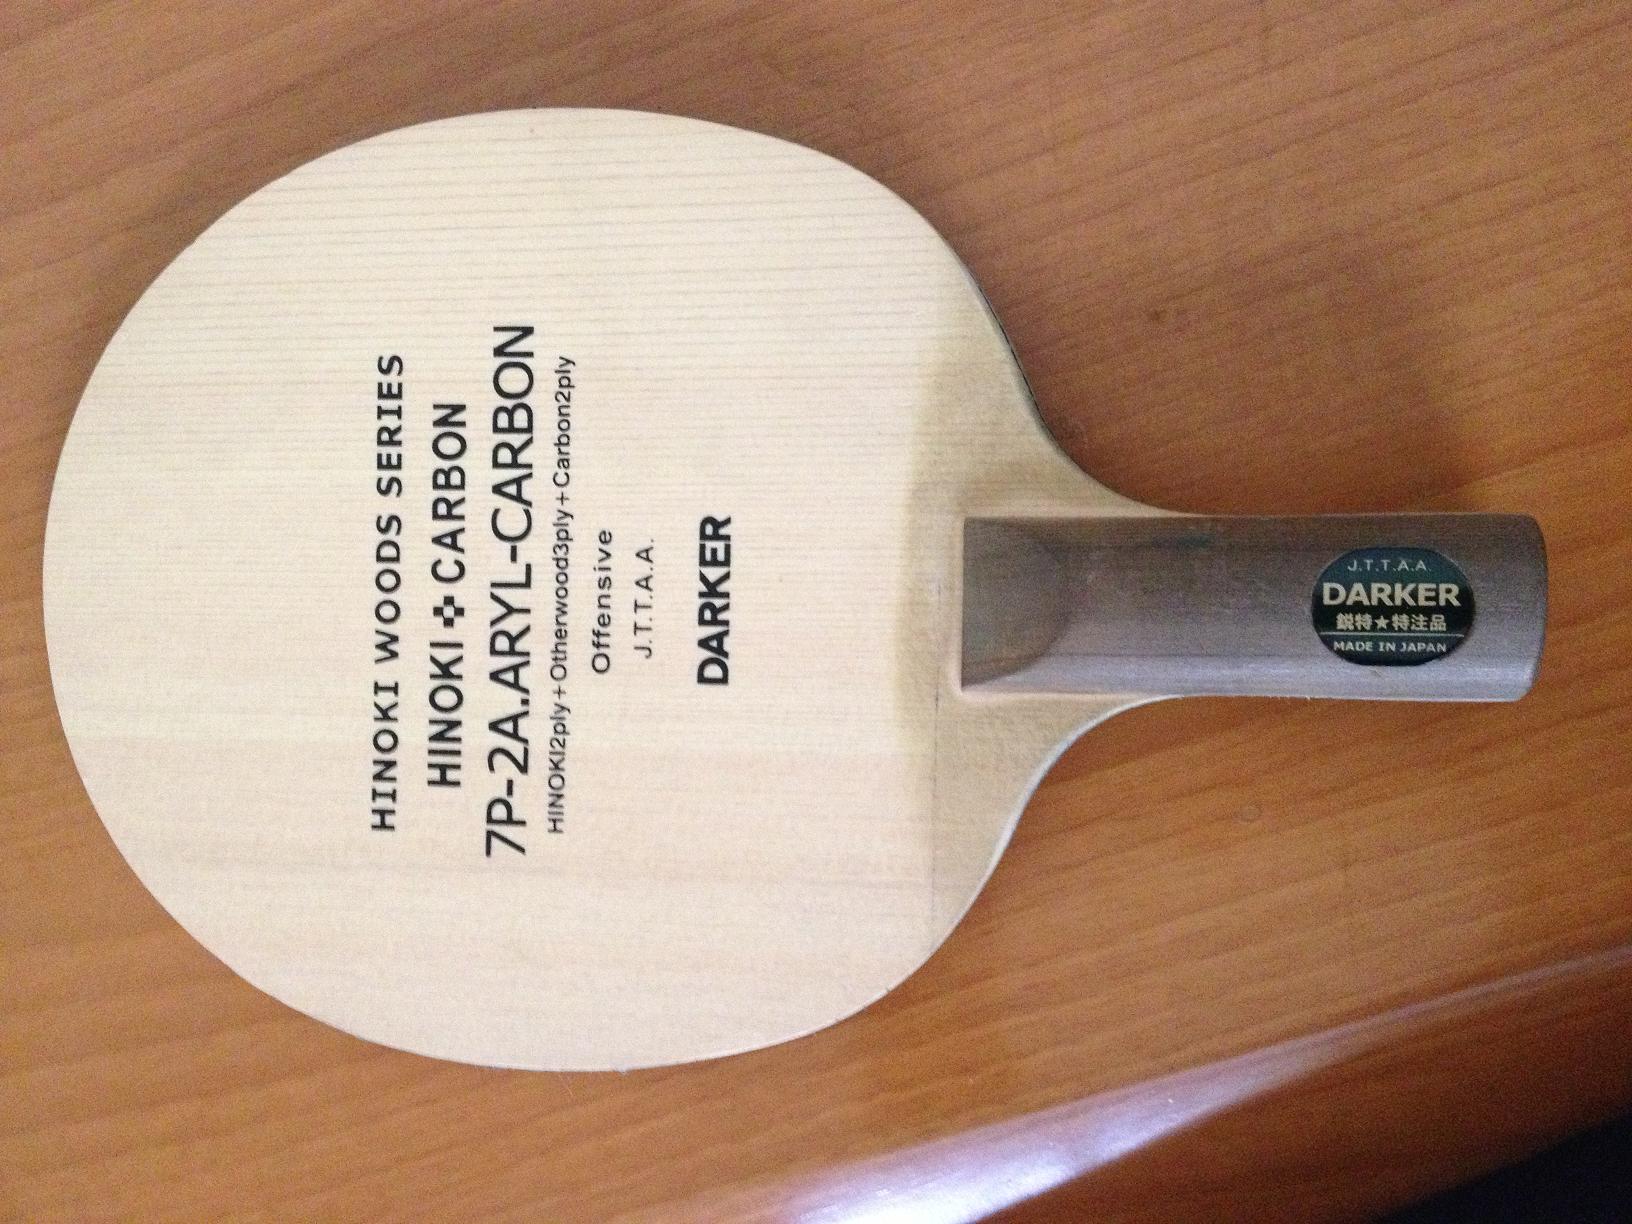 HINOKI WOODS SERIES
HINOKI CARBON
7P-2A.ARYL-CARBON
HINOKI2ply+Otherwood3ply+Carbon2ply
Offensive
J.T.T.A.A.
DARKER
J.T.T.A.A.
DARKER
鋭特★特注品
MADE IN JAPAN